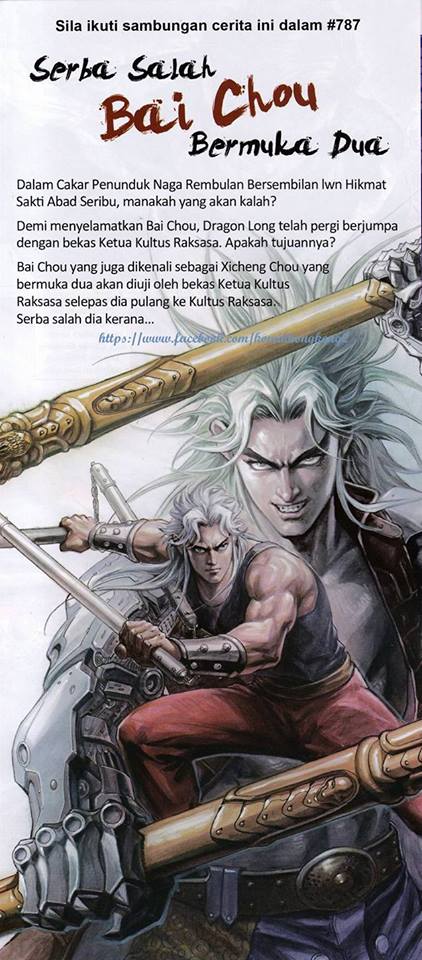 Sila ikuti sambungan cerita ini dalam #787
Serba Salah
Bai Chou
Bermuka Dua
Dalam Cakar Penunduk Naga Rembulan Bersembilan lwn Hikmat
Sakti Abad Seribu, manakah yang akan kalah?
Demi menyelamatkan Bai Chou, Dragon Long telah pergi berjumpa
dengan bekas Ketua Kultus Raksasa. Apakah tujuannya?
Bai Chou yang juga dikenali sebagai Xicheng Chou yang
bermuka dua akan diuji oleh bekas Ketua Kultus
Raksasa selepas dia pulang ke Kultus Raksasa.
Serba salah dia kerana...